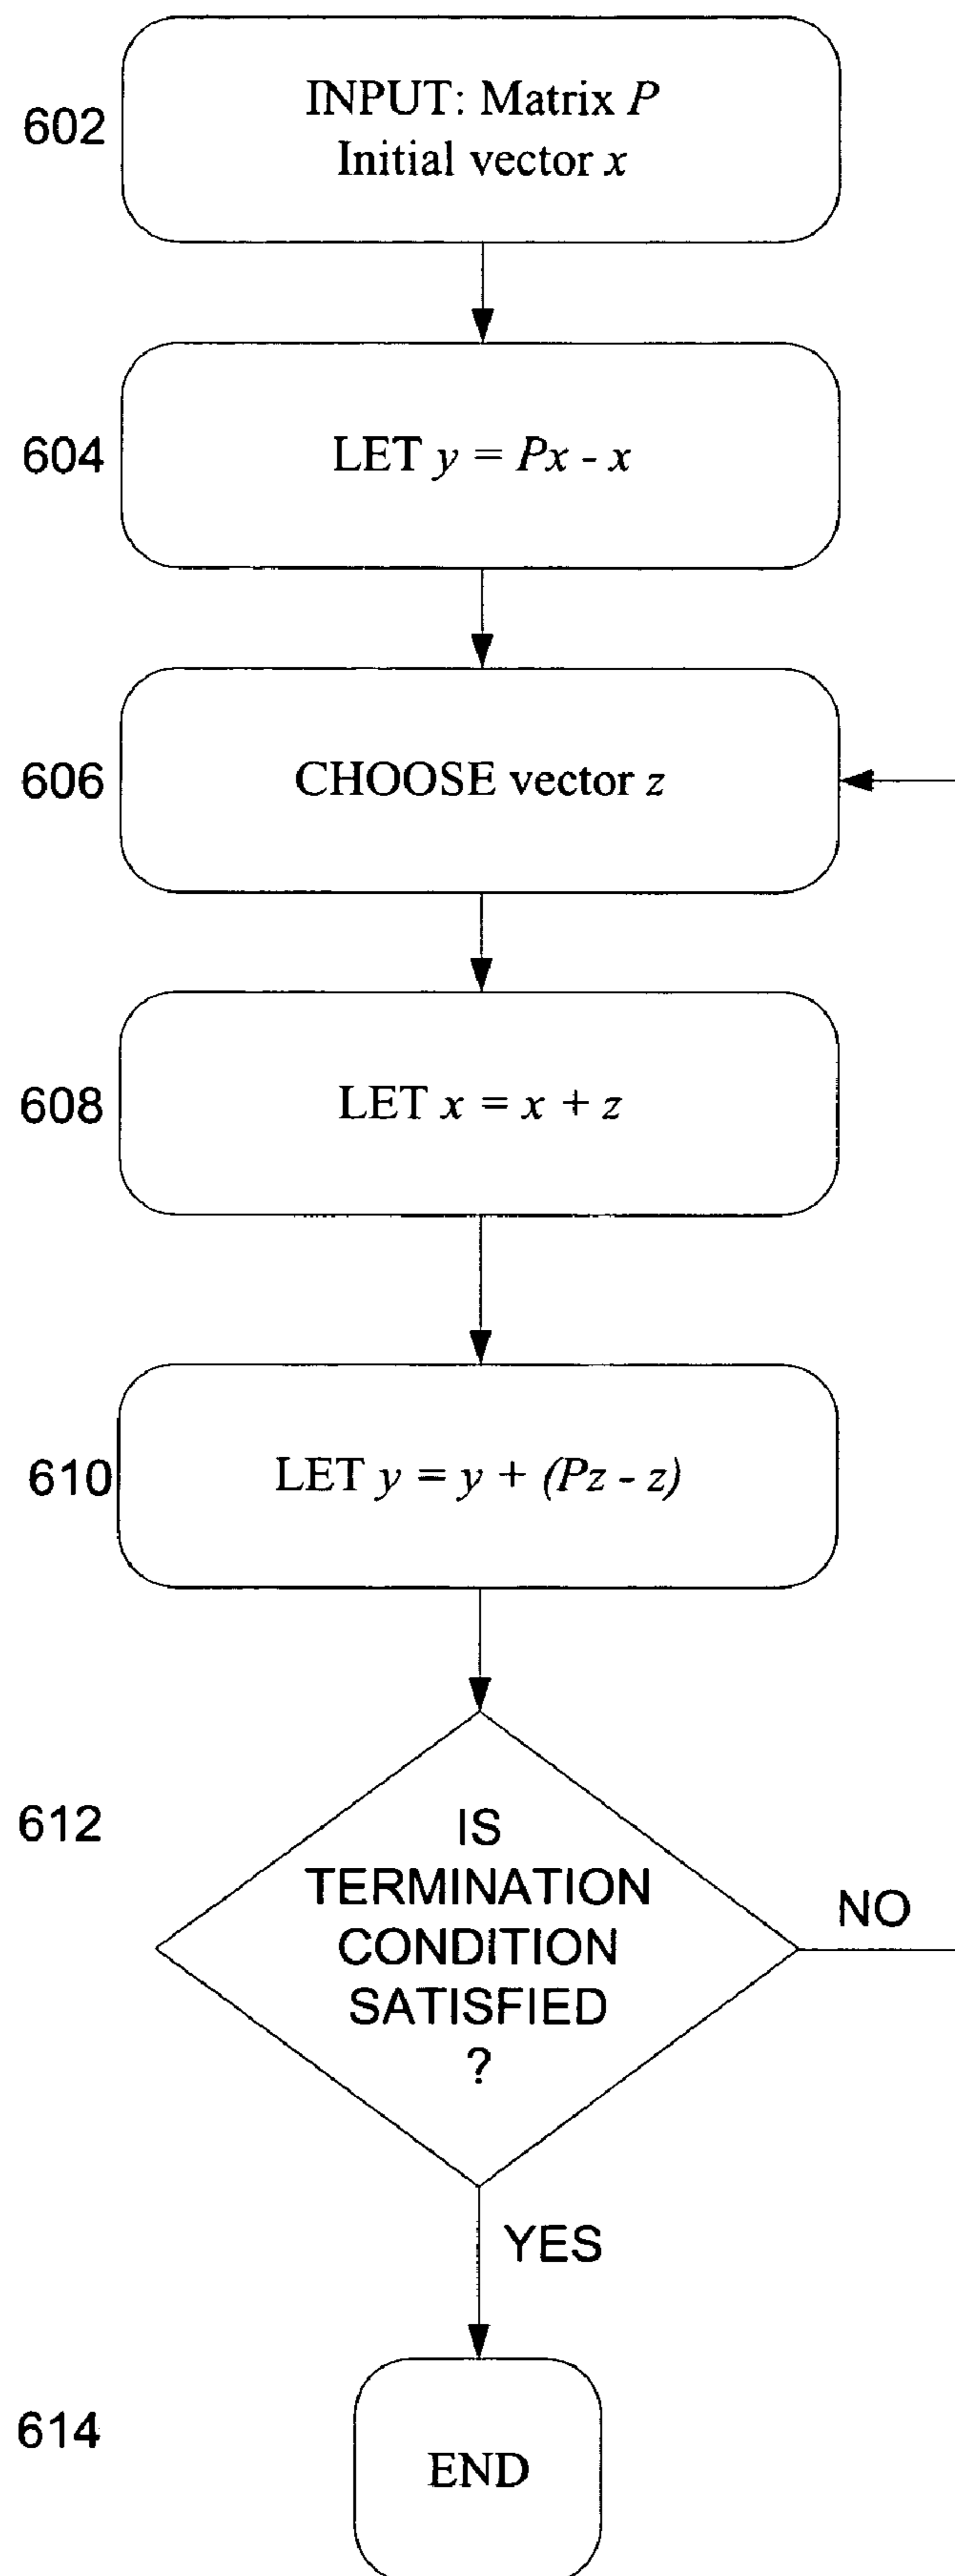 602
INPUT: Matrix P
Initial vector x
604
LET y = Px - x
606
CHOOSE vector z
608
LET x = x + z
610
LET y = y + (Pz - z)
612
IS
TERMINATION
CONDITION
SATISFIED
?
NO
YES
614
END